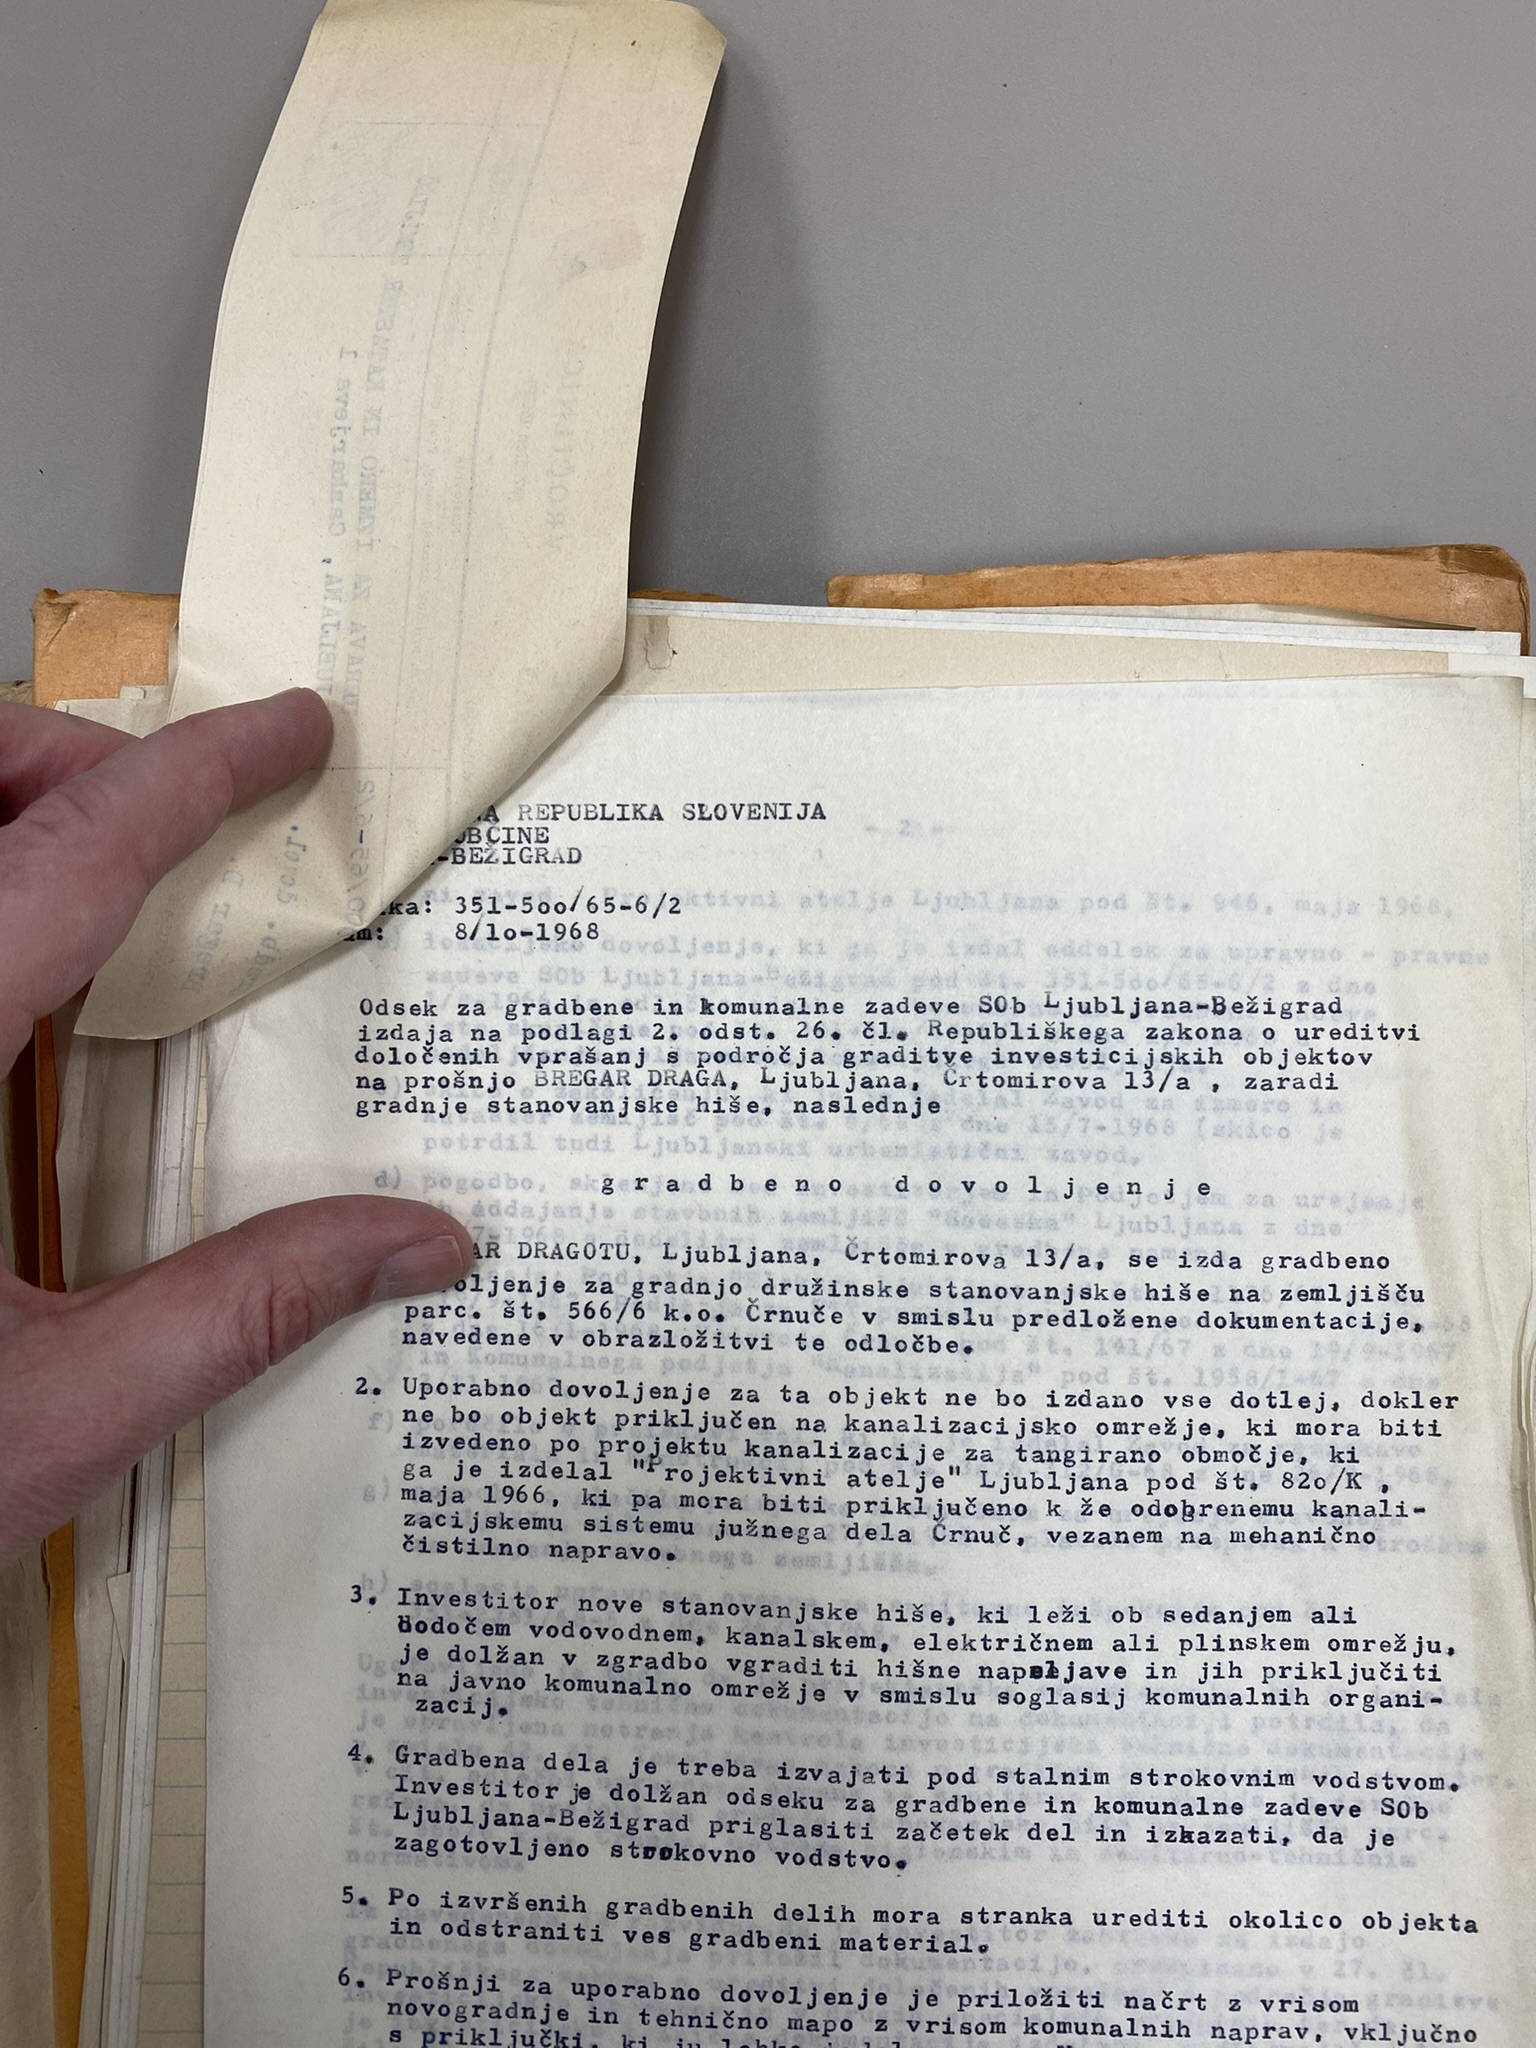 REPUBLIKA SLOVENIJA
OBČINE
-BEŽIGRAD
ka: 351-5oo/65-6/2
8/1o-1968
Odsek za gradbene in komunalne zadeve SOb Ljubljana-Bežigrad
izdaja na podlagi 2. odst. 26. čl. Republiškega zakona o ureditvi
določenih vprašanj s področja graditve investicijskih objektov
na prošnjo BREGAR DRAGA, Ljubljana, Črtomirova 13/a , zaradi
gradnje stanovanjske hiše, naslednje
g r a d b e n o   d o v o l j e n j e
AR DRAGOTU, Ljubljana, Črtomirova 13/a, se izda gradbeno
voljenje za gradnjo družinske stanovanjske hiše na zemljišču
parc. št. 566/6 k.o. Črnuče v smislu predložene dokumentacije,
navedene v obrazložitvi te odločbe.
2. Uporabno dovoljenje za ta objekt ne bo izdano vse dotlej, dokler
ne bo objekt priključen na kanalizacijsko omrežje, ki mora biti
izvedeno po projektu kanalizacije za tangirano območje, ki
ga je izdelal "Projektivni atelje" Ljubljana pod št. 82o/K ,
maja 1966, ki pa mora biti priključeno k že odobrenemu kanali-
zacijskemu sistemu južnega dela Črnuč, vezanem na mehanično
čistilno napravo.
3. Investitor nove stanovanjske hiše, ki leži ob sedanjem ali
bodočem vodovodnem, kanalskem, električnem ali plinskem omrežju,
je dolžan v zgradbo vgraditi hišne napeljave in jih priključiti
na javno komunalno omrežje v smislu soglasij komunalnih organi-
zacij.
4. Gradbena dela je treba izvajati pod stalnim strokovnim vodstvom.
Investitor je dolžan odseku za gradbene in komunalne zadeve SOb
Ljubljana-Bežigrad priglasiti začetek del in izkazati, da je
zagotovljeno strokovno vodstvo.
5. Po izvršenih gradbenih delih mora stranka urediti okolico objekta
in odstraniti ves gradbeni material.
6. Prošnji za uporabno dovoljenje je priložiti načrt z vrisom
novogradnje in tehnično mapo z vrisom komunalnih naprav, vključno
s priključki, ki ju lahko